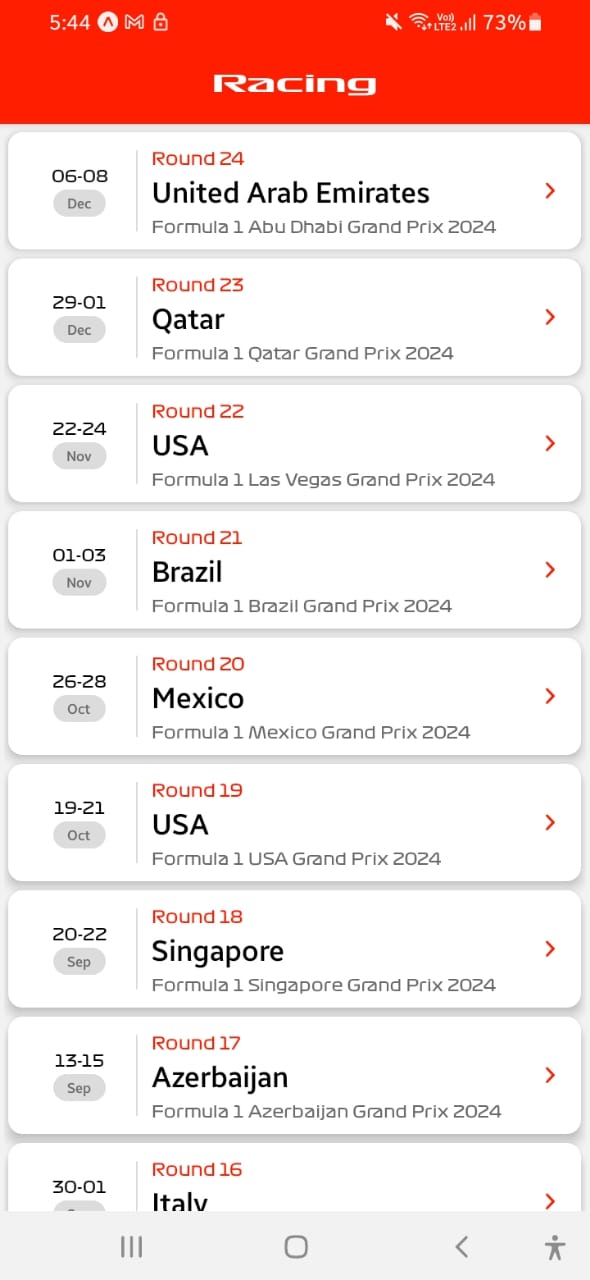 5:44
Vo))
LTE2
73%
Racing
06-08
Dec
Round 24
United Arab Emirates
Formula 1 Abu Dhabi Grand Prix 2024
29-01
Dec
Round 23
Qatar
Formula 1 Qatar Grand Prix 2024
22-24
Nov
Round 22
USA
Formula 1 Las Vegas Grand Prix 2024
01-03
Nov
Round 21
Brazil
Formula 1 Brazil Grand Prix 2024
26-28
Oct
Round 20
Mexico
Formula 1 Mexico Grand Prix 2024
19-21
Oct
Round 19
USA
Formula 1 USA Grand Prix 2024
20-22
Sep
Round 18
Singapore
Formula 1 Singapore Grand Prix 2024
13-15
Sep
Round 17
Azerbaijan
Formula 1 Azerbaijan Grand Prix 2024
30-01
Round 16
Italy